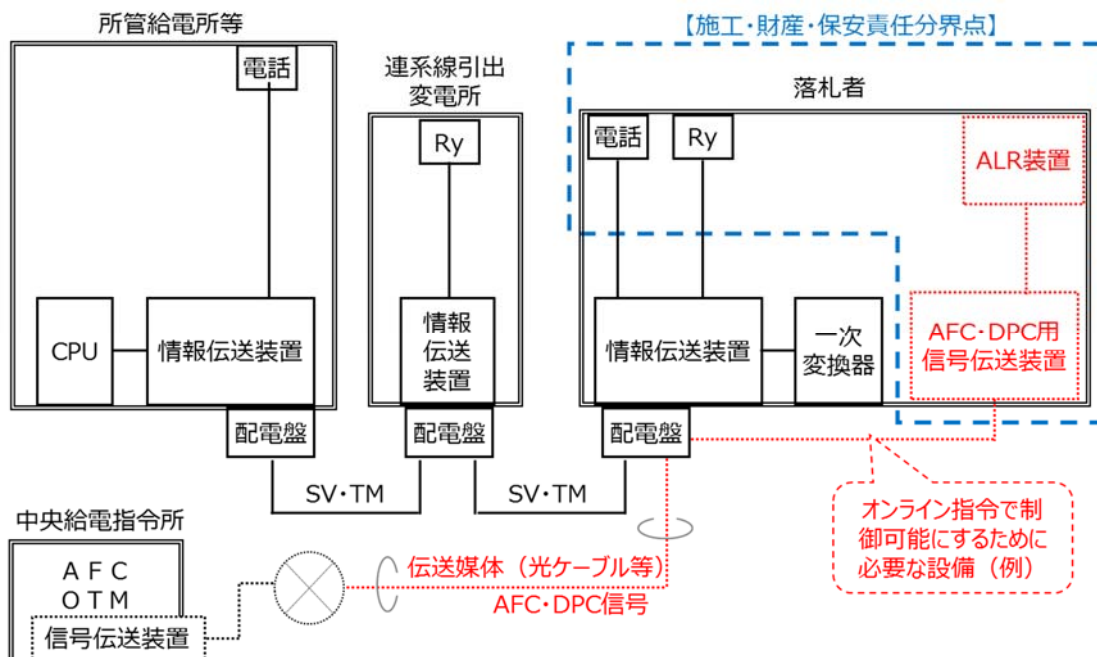 所管給電所等
電話
CPU
情報伝送装置
配電盤
連系線引出
変電所
Ry
情報
伝送
装置
配電盤
【施工・財産・保安責任分界点】
落札者
電話
Ry
ALR装置
情報伝送装置
一次
変換器
AFC・DPC用
信号伝送装置
配電盤
SV・TM
SV・TM
オンライン指令で制
御可能にするために
必要な設備(例)
中央給電指令所
AFC
OTM
信号伝送装置
伝送媒体(光ケーブル等)
AFC・DPC信号